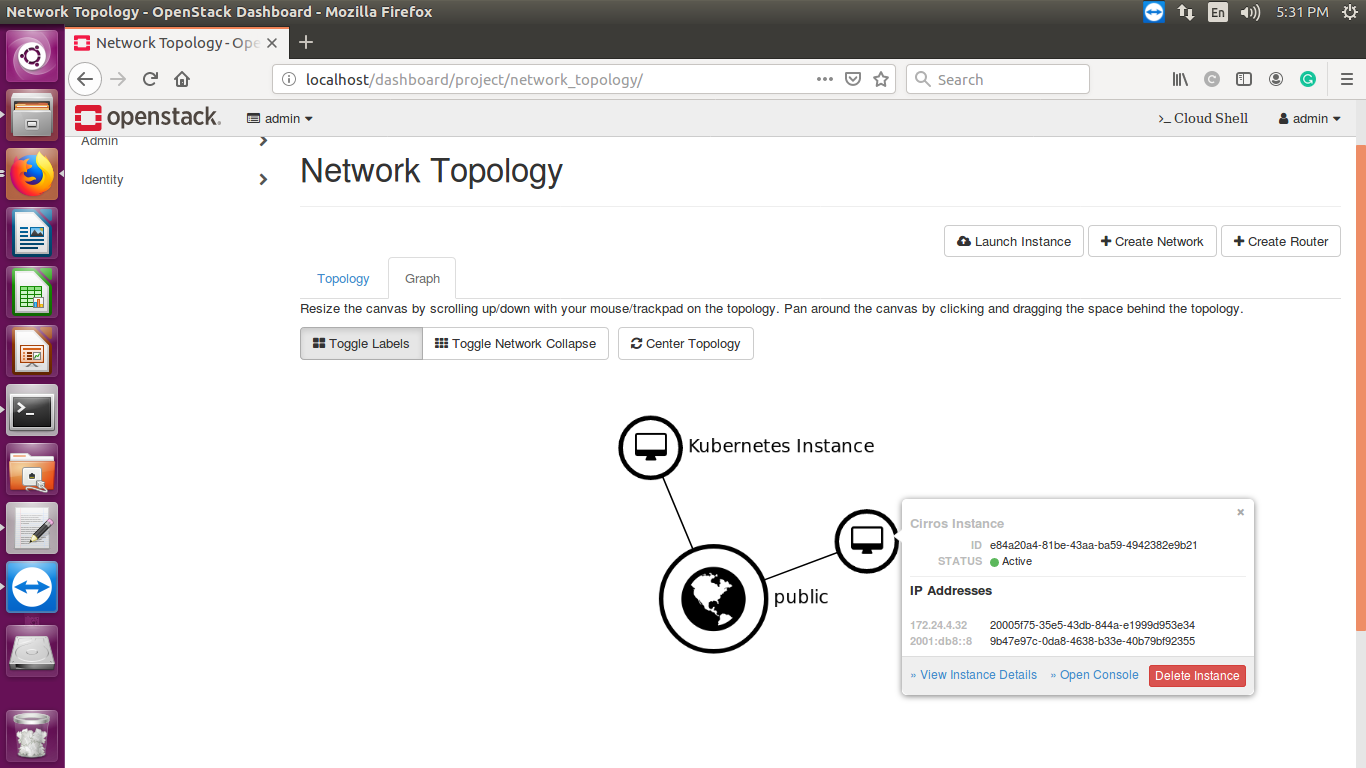 Network Topology - OpenStack Dashboard - Mozilla Firefox
En
5:31 PM
Network Topology - Ope
localhost/dashboard/project/network_topology/
Search
openstack.
admin
Cloud Shell
admin
Admin
Identity
Network Topology
Launch Instance
Create Network
Create Router
Topology
Graph
Resize the canvas by scrolling up/down with your mouse/trackpad on the topology. Pan around the canvas by clicking and dragging the space behind the topology.
Toggle Labels
Toggle Network Collapse
Center Topology
Kubernetes Instance
public
Cirros Instance
ID e84a20a4-81be-43aa-ba59-4942382e9b21
STATUS Active
IP Addresses
172.24.4.32 20005f75-35e5-43db-844a-e1999d953e34
2001:db8::8 9b47e97c-0da8-4638-b33e-40b79bf92355
» View Instance Details
» Open Console
Delete Instance